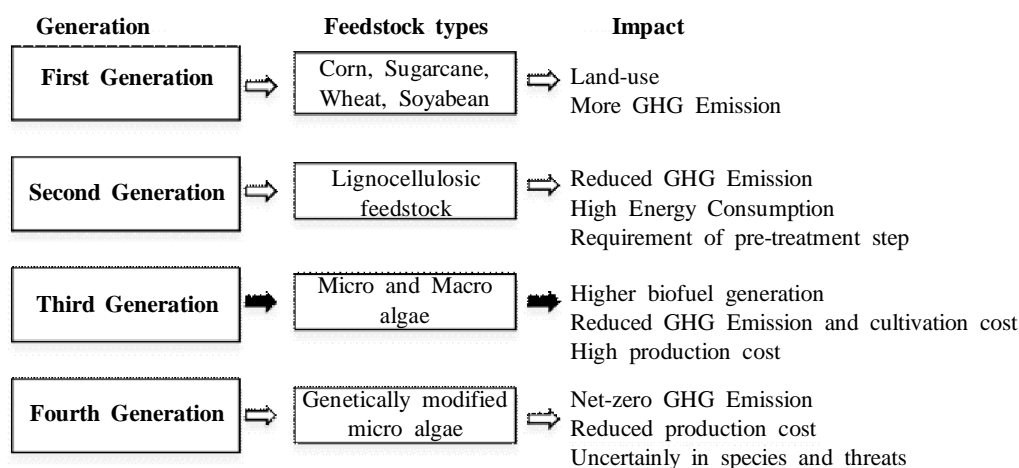 Generation Feedstock types Impact
First Generation
Corn, Sugarcane,
Wheat, Soyabean
Land-use
More GHG Emission
Second Generation
Lignocellulosic
feedstock
Reduced GHG Emission
High Energy Consumption
Requirement of pre-treatment step
Third Generation
Micro and Macro
algae
Higher biofuel generation
Reduced GHG Emission and cultivation cost
High production cost
Fourth Generation
Genetically modified
micro algae
Net-zero GHG Emission
Reduced production cost
Uncertainly in species and threats